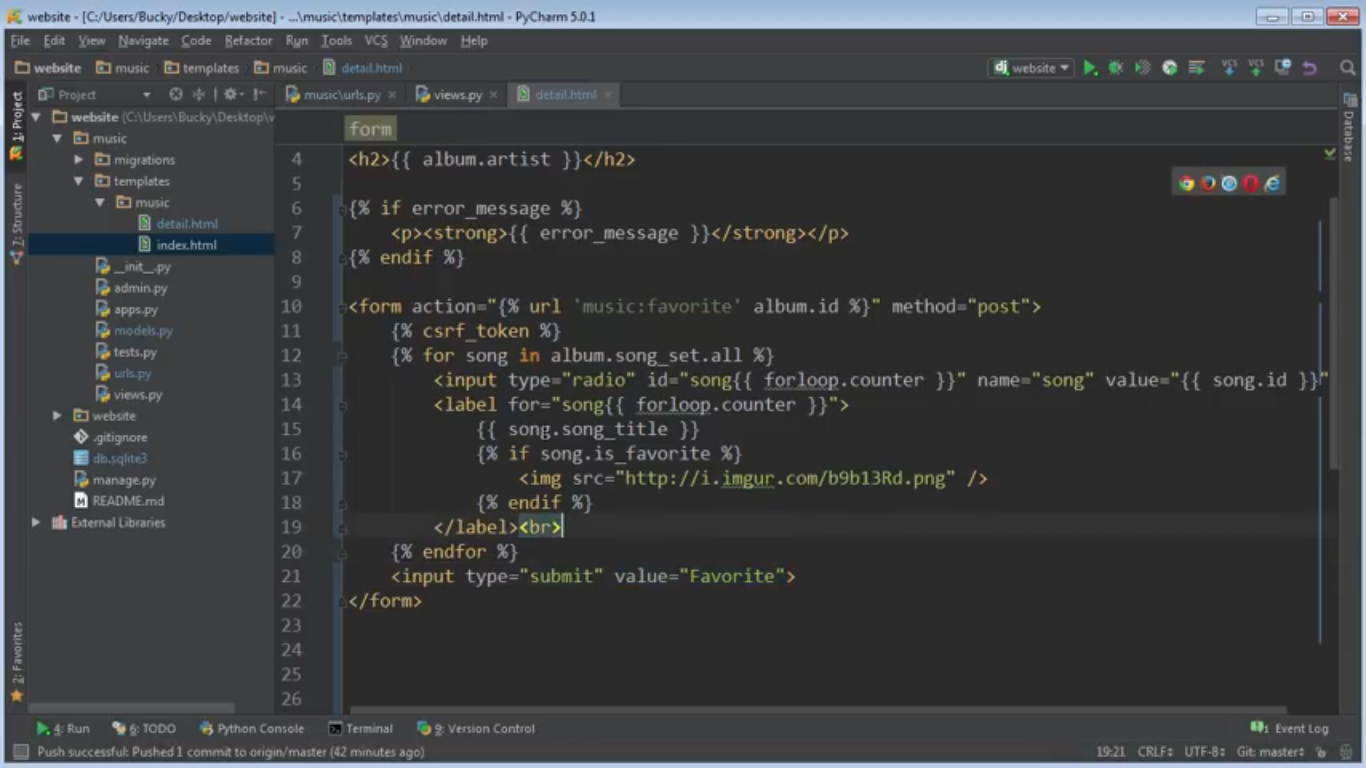 website - [C:/Users/Bucky/Desktop/website] - ...\music\templates\music\detail.html - PyCharm 5.0.1
File Edit View Navigate Code Refactor Run Tools VCS Window Help
website music templates music detail.html website VCS VCS
Project music\urls.py views.py detail.html
1: Project
7: Structure
2: Favorites
Database
website (C:\Users\Bucky\Desktop\w
music
migrations
templates
music
detail.html
index.html
__init__.py
admin.py
apps.py
models.py
tests.py
urls.py
views.py
website
.gitignore
db.sqlite3
manage.py
README.md
External Libraries
form
4 <h2>{{ album.artist }}</h2>
5
6 {% if error_message %}
7 <p><strong>{{ error_message }}</strong></p>
8 {% endif %}
9
10 <form action="{% url 'music:favorite' album.id %}" method="post">
11 {% csrf_token %}
12 {% for song in album.song_set.all %}
13 <input type="radio" id="song{{ forloop.counter }}" name="song" value="{{ song.id }}"
14 <label for="song{{ forloop.counter }}">
15 {{ song.song_title }}
16 {% if song.is_favorite %}
17 <img src="http://i.imgur.com/b9b13Rd.png" />
18 {% endif %}
19 </label><br>
20 {% endfor %}
21 <input type="submit" value="Favorite">
22 </form>
23
24
25
26
4: Run 6: TODO Python Console Terminal 9: Version Control 1 Event Log
Push successful: Pushed 1 commit to origin/master (42 minutes ago) 19:21 CRLF UTF-8 Git: master